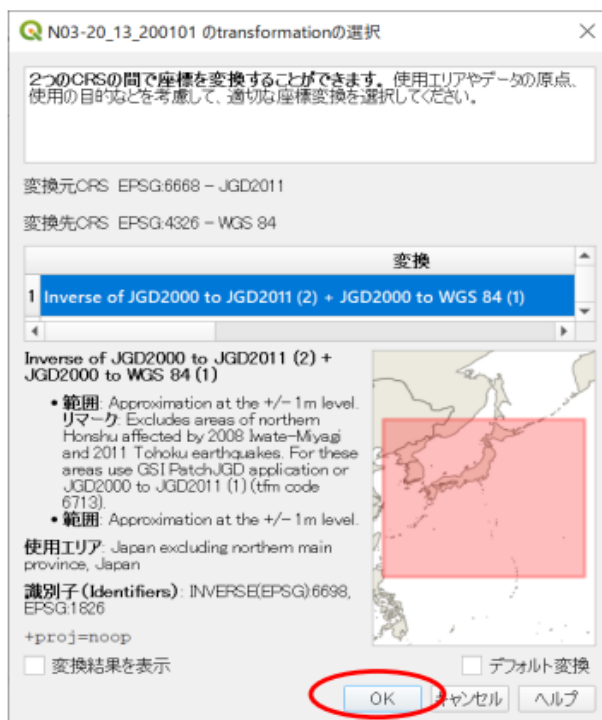 N03-20_13_200101 のtransformationの選択
2つのCRSの間で座標を変換することができます。使用エリアやデータの原点、
使用の目的などを考慮して、適切な座標変換を選択してください。
変換元CRS EPSG:6668 - JGD2011
変換先CRS EPSG:4326 - WGS 84
変換
1 Inverse of JGD2000 to JGD2011 (2) + JGD2000 to WGS 84 (1)
Inverse of JGD2000 to JGD2011 (2) +
JGD2000 to WGS 84 (1)
• 範囲: Approximation at the +/- 1m level.
リマーク: Excludes areas of northern
Honshu affected by 2008 Iwate-Miyagi
and 2011 Tohoku earthquakes. For these
areas use GSI PatchJGD application or
JGD2000 to JGD2011 (1) (tfm code
6713).
• 範囲: Approximation at the +/- 1m level.
使用エリア: Japan excluding northern main
province, Japan
識別子 (Identifiers): INVERSE(EPSG):6698,
EPSG:1826
+proj=noop
変換結果を表示
デフォルト変換
OK
キャンセル
ヘルプ